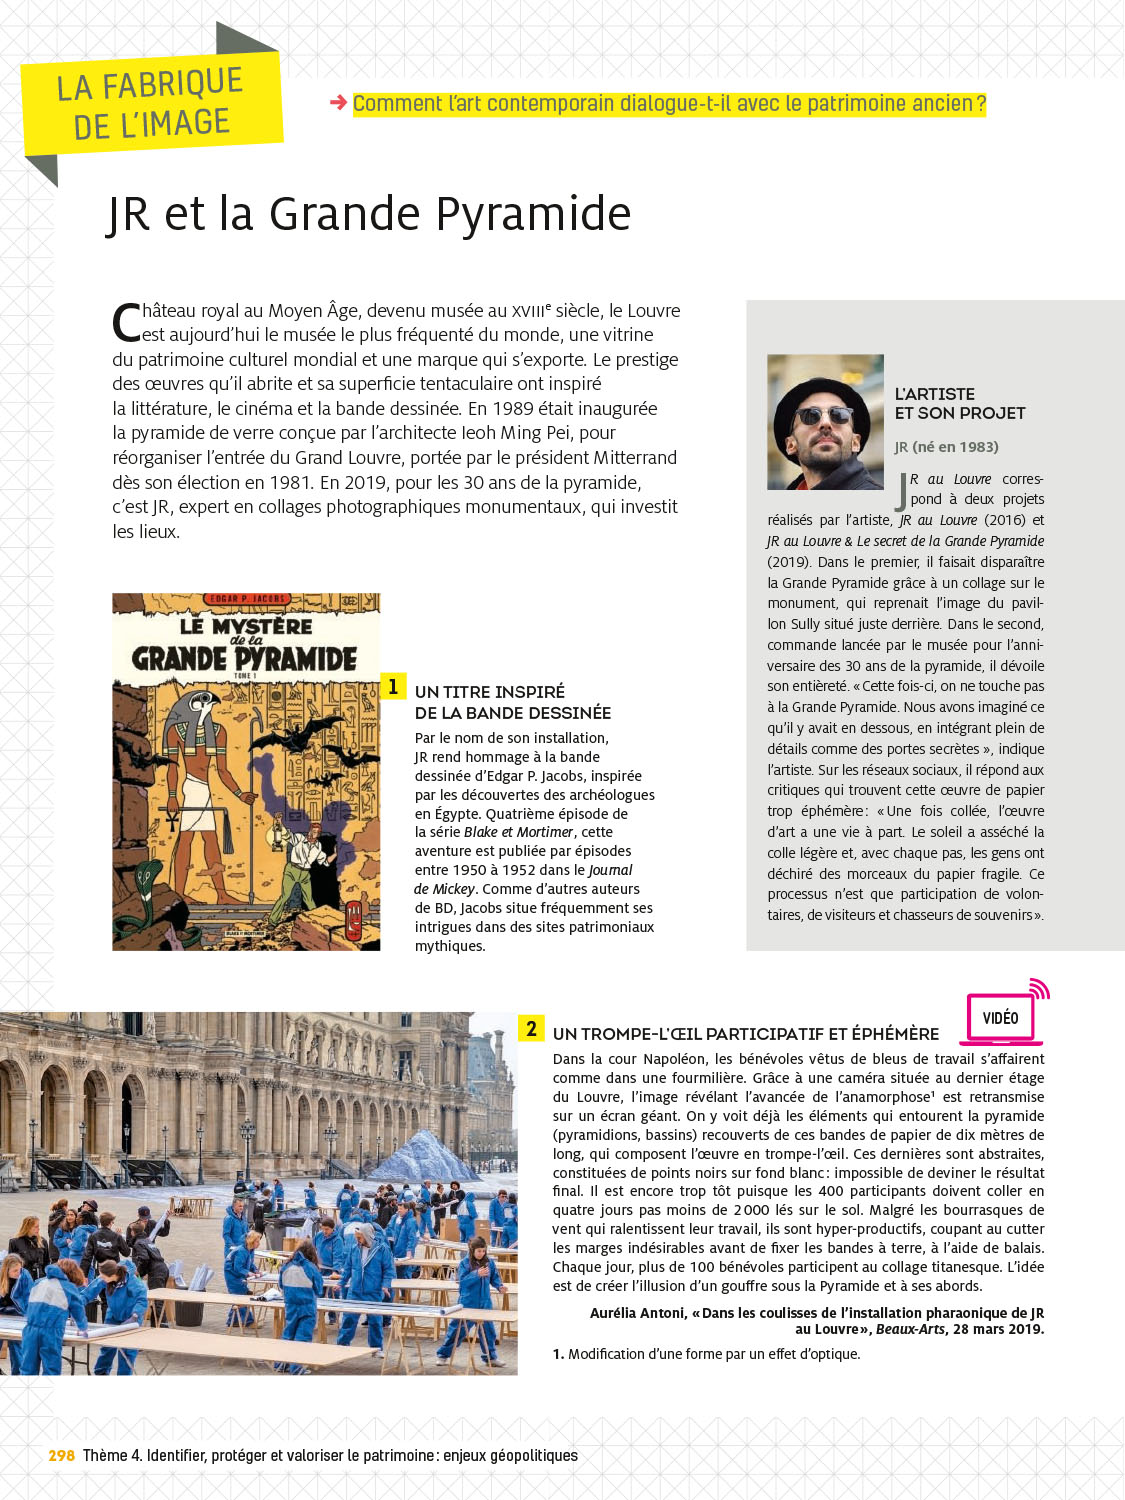 LA FABRIQUE
DE L'IMAGE
➔ Comment l'art contemporain dialogue-t-il avec le patrimoine ancien ?
JR et la Grande Pyramide
Château royal au Moyen Âge, devenu musée au XVIIIe siècle, le Louvre
est aujourd'hui le musée le plus fréquenté du monde, une vitrine
du patrimoine culturel mondial et une marque qui s'exporte. Le prestige
des œuvres qu'il abrite et sa superficie tentaculaire ont inspiré
la littérature, le cinéma et la bande dessinée. En 1989 était inaugurée
la pyramide de verre conçue par l'architecte Ieoh Ming Pei, pour
réorganiser l'entrée du Grand Louvre, portée par le président Mitterrand
dès son élection en 1981. En 2019, pour les 30 ans de la pyramide,
c'est JR, expert en collages photographiques monumentaux, qui investit
les lieux.
L'ARTISTE
ET SON PROJET
JR (né en 1983)
JR au Louvre corres-
pond à deux projets
réalisés par l'artiste, JR au Louvre (2016) et
JR au Louvre & Le secret de la Grande Pyramide
(2019). Dans le premier, il faisait disparaître
la Grande Pyramide grâce à un collage sur le
monument, qui reprenait l'image du pavil-
lon Sully situé juste derrière. Dans le second,
commande lancée par le musée pour l'anni-
versaire des 30 ans de la pyramide, il dévoile
son entièreté. « Cette fois-ci, on ne touche pas
à la Grande Pyramide. Nous avons imaginé ce
qu'il y avait en dessous, en intégrant plein de
détails comme des portes secrètes », indique
l'artiste. Sur les réseaux sociaux, il répond aux
critiques qui trouvent cette œuvre de papier
trop éphémère : « Une fois collée, l'œuvre
d'art a une vie à part. Le soleil a asséché la
colle légère et, avec chaque pas, les gens ont
déchiré des morceaux du papier fragile. Ce
processus n'est que participation de volon-
taires, de visiteurs et chasseurs de souvenirs ».
EDGAR P. JACOBS
LE MYSTÈRE
de la
GRANDE PYRAMIDE
TOME 1
BLAKE ET MORTIMER
1 UN TITRE INSPIRÉ
DE LA BANDE DESSINÉE
Par le nom de son installation,
JR rend hommage à la bande
dessinée d'Edgar P. Jacobs, inspirée
par les découvertes des archéologues
en Égypte. Quatrième épisode de
la série Blake et Mortimer, cette
aventure est publiée par épisodes
entre 1950 à 1952 dans le Journal
de Mickey. Comme d'autres auteurs
de BD, Jacobs situe fréquemment ses
intrigues dans des sites patrimoniaux
mythiques.
2 UN TROMPE-L'ŒIL PARTICIPATIF ET ÉPHÉMÈRE
VIDÉO
Dans la cour Napoléon, les bénévoles vêtus de bleus de travail s'affairent
comme dans une fourmilière. Grâce à une caméra située au dernier étage
du Louvre, l'image révélant l'avancée de l'anamorphose¹ est retransmise
sur un écran géant. On y voit déjà les éléments qui entourent la pyramide
(pyramidions, bassins) recouverts de ces bandes de papier de dix mètres de
long, qui composent l'œuvre en trompe-l'œil. Ces dernières sont abstraites,
constituées de points noirs sur fond blanc : impossible de deviner le résultat
final. Il est encore trop tôt puisque les 400 participants doivent coller en
quatre jours pas moins de 2 000 lés sur le sol. Malgré les bourrasques de
vent qui ralentissent leur travail, ils sont hyper-productifs, coupant au cutter
les marges indésirables avant de fixer les bandes à terre, à l'aide de balais.
Chaque jour, plus de 100 bénévoles participent au collage titanesque. L'idée
est de créer l'illusion d'un gouffre sous la Pyramide et à ses abords.
Aurélia Antoni, « Dans les coulisses de l'installation pharaonique de JR
au Louvre », Beaux-Arts, 28 mars 2019.
1. Modification d'une forme par un effet d'optique.
298 Thème 4. Identifier, protéger et valoriser le patrimoine : enjeux géopolitiques